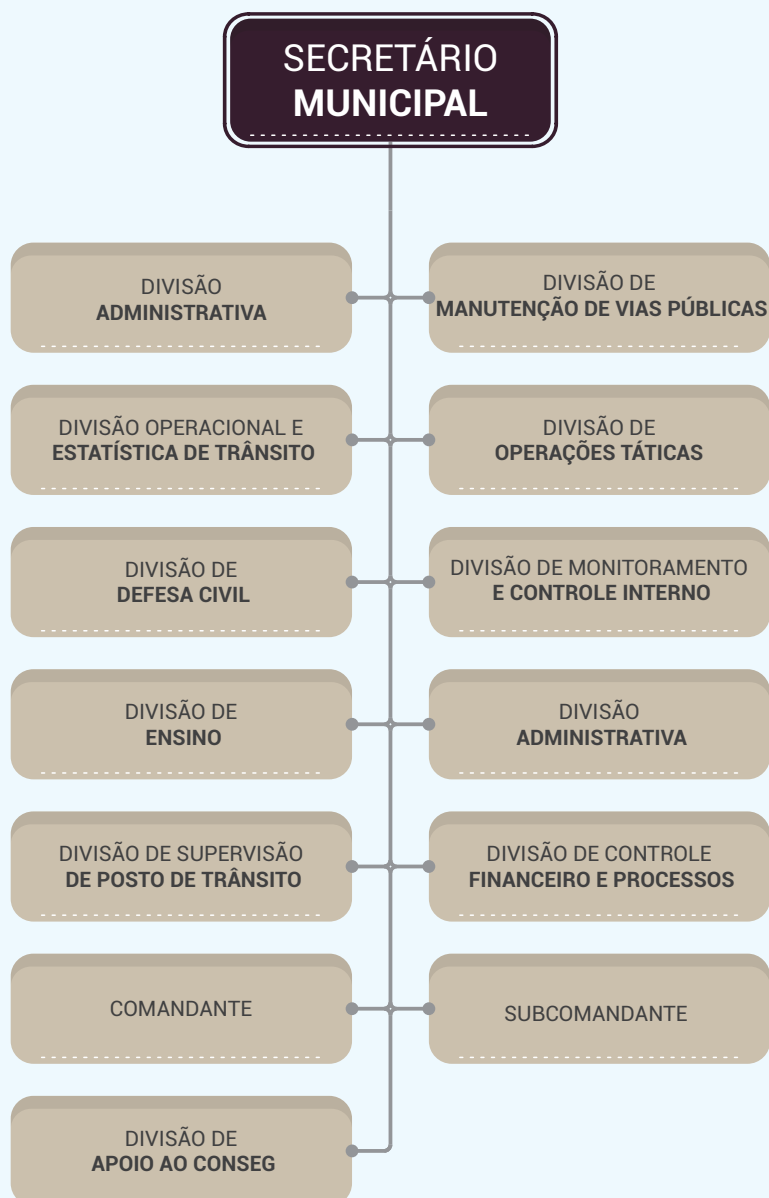 SECRETÁRIO
MUNICIPAL
DIVISÃO
ADMINISTRATIVA
DIVISÃO DE
MANUTENÇÃO DE VIAS PÚBLICAS
DIVISÃO OPERACIONAL E
ESTATÍSTICA DE TRÂNSITO
DIVISÃO DE
OPERAÇÕES TÁTICAS
DIVISÃO DE
DEFESA CIVIL
DIVISÃO DE MONITORAMENTO
E CONTROLE INTERNO
DIVISÃO DE
ENSINO
DIVISÃO
ADMINISTRATIVA
DIVISÃO DE SUPERVISÃO
DE POSTO DE TRÂNSITO
DIVISÃO DE CONTROLE
FINANCEIRO E PROCESSOS
COMANDANTE
SUBCOMANDANTE
DIVISÃO DE
APOIO AO CONSEG